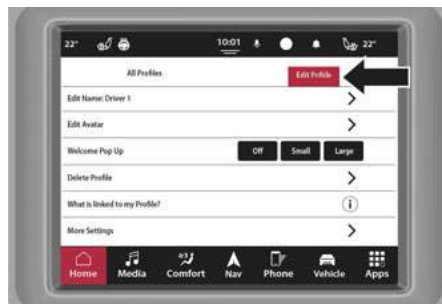 22° 10:01 22°
All Profiles Edit Profile
Edit Name: Driver 1
Edit Avatar
Welcome Pop Up Off Small Large
Delete Profile
What is linked to my Profile?
More Settings
Home Media Comfort Nav Phone Vehicle Apps